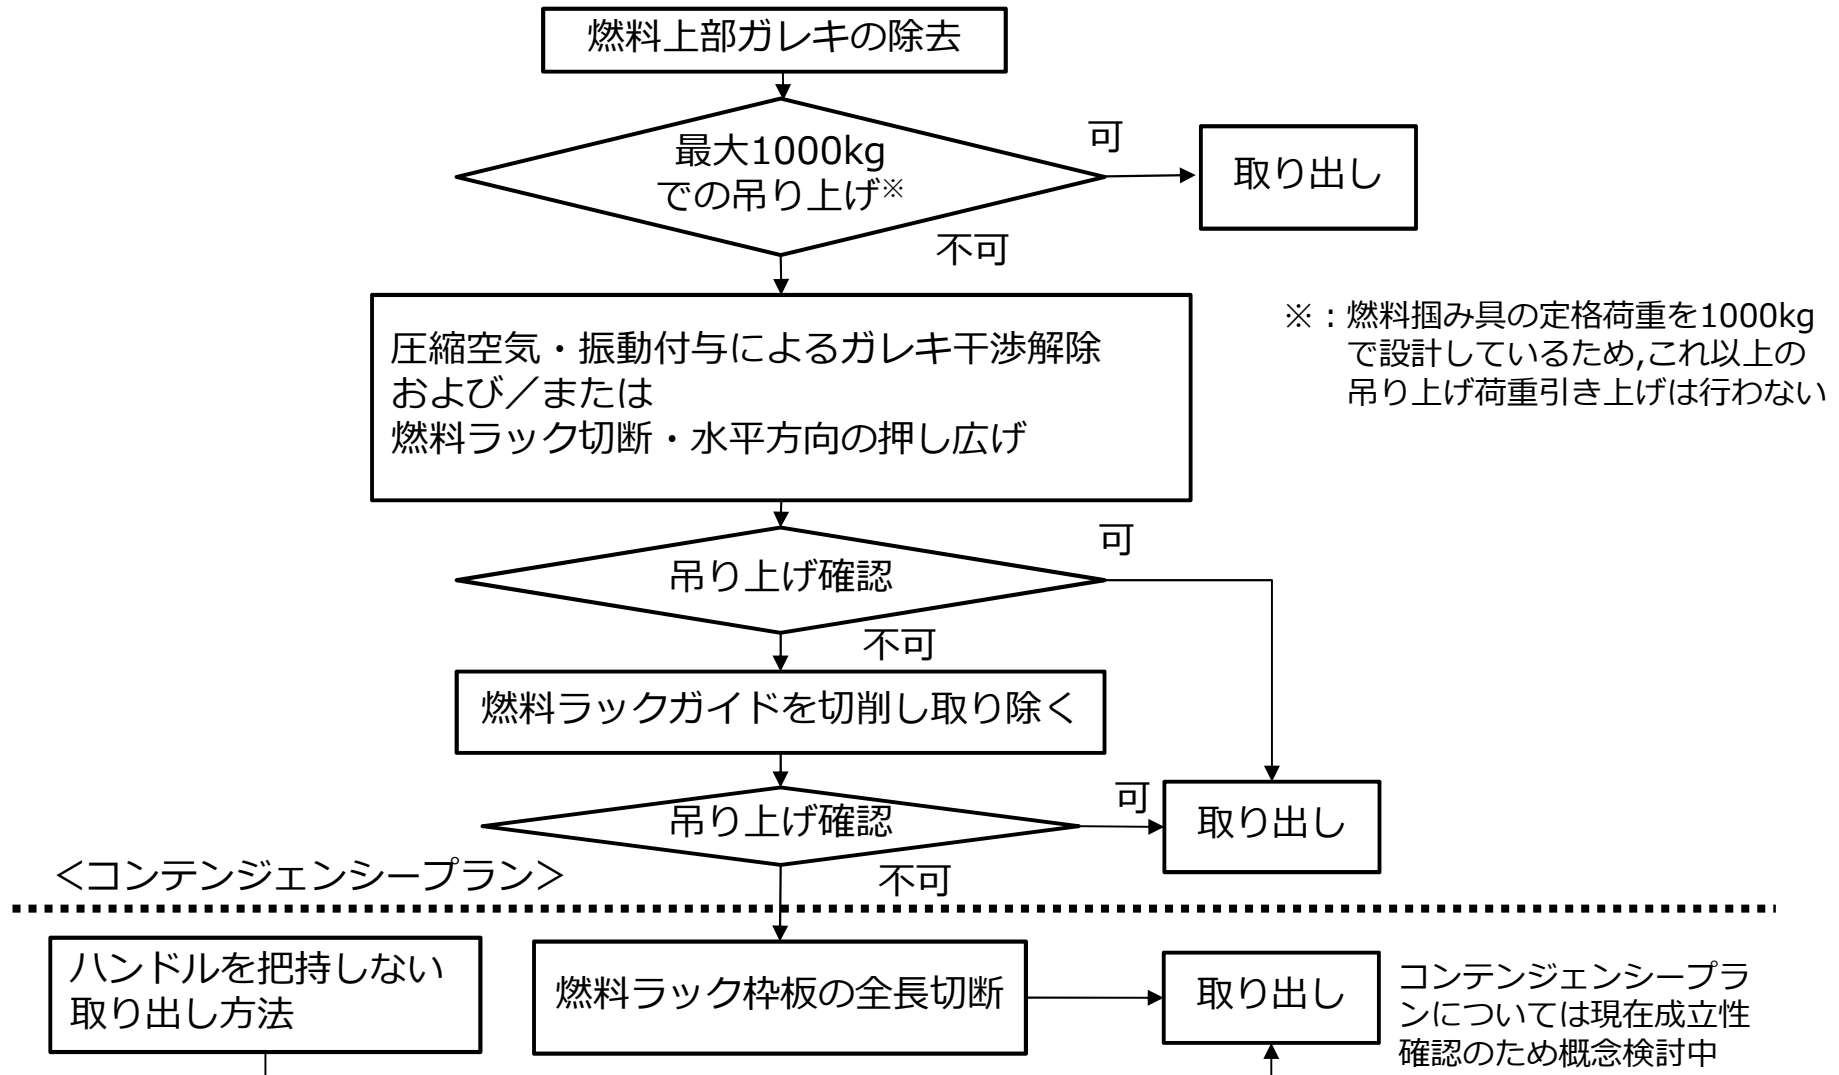 燃料上部ガレキの除去
最大1000kg
での吊り上げ※
可
取り出し
不可
圧縮空気・振動付与によるガレキ干渉解除
および／または
燃料ラック切断・水平方向の押し広げ
※：燃料掴み具の定格荷重を1000kg
で設計しているため,これ以上の
吊り上げ荷重引き上げは行わない
吊り上げ確認
可
不可
燃料ラックガイドを切削し取り除く
吊り上げ確認
可
取り出し
不可
＜コンテンジェンシープラン＞
ハンドルを把持しない
取り出し方法
燃料ラック枠板の全長切断
取り出し
コンテンジェンシープラ
ンについては現在成立性
確認のため概念検討中